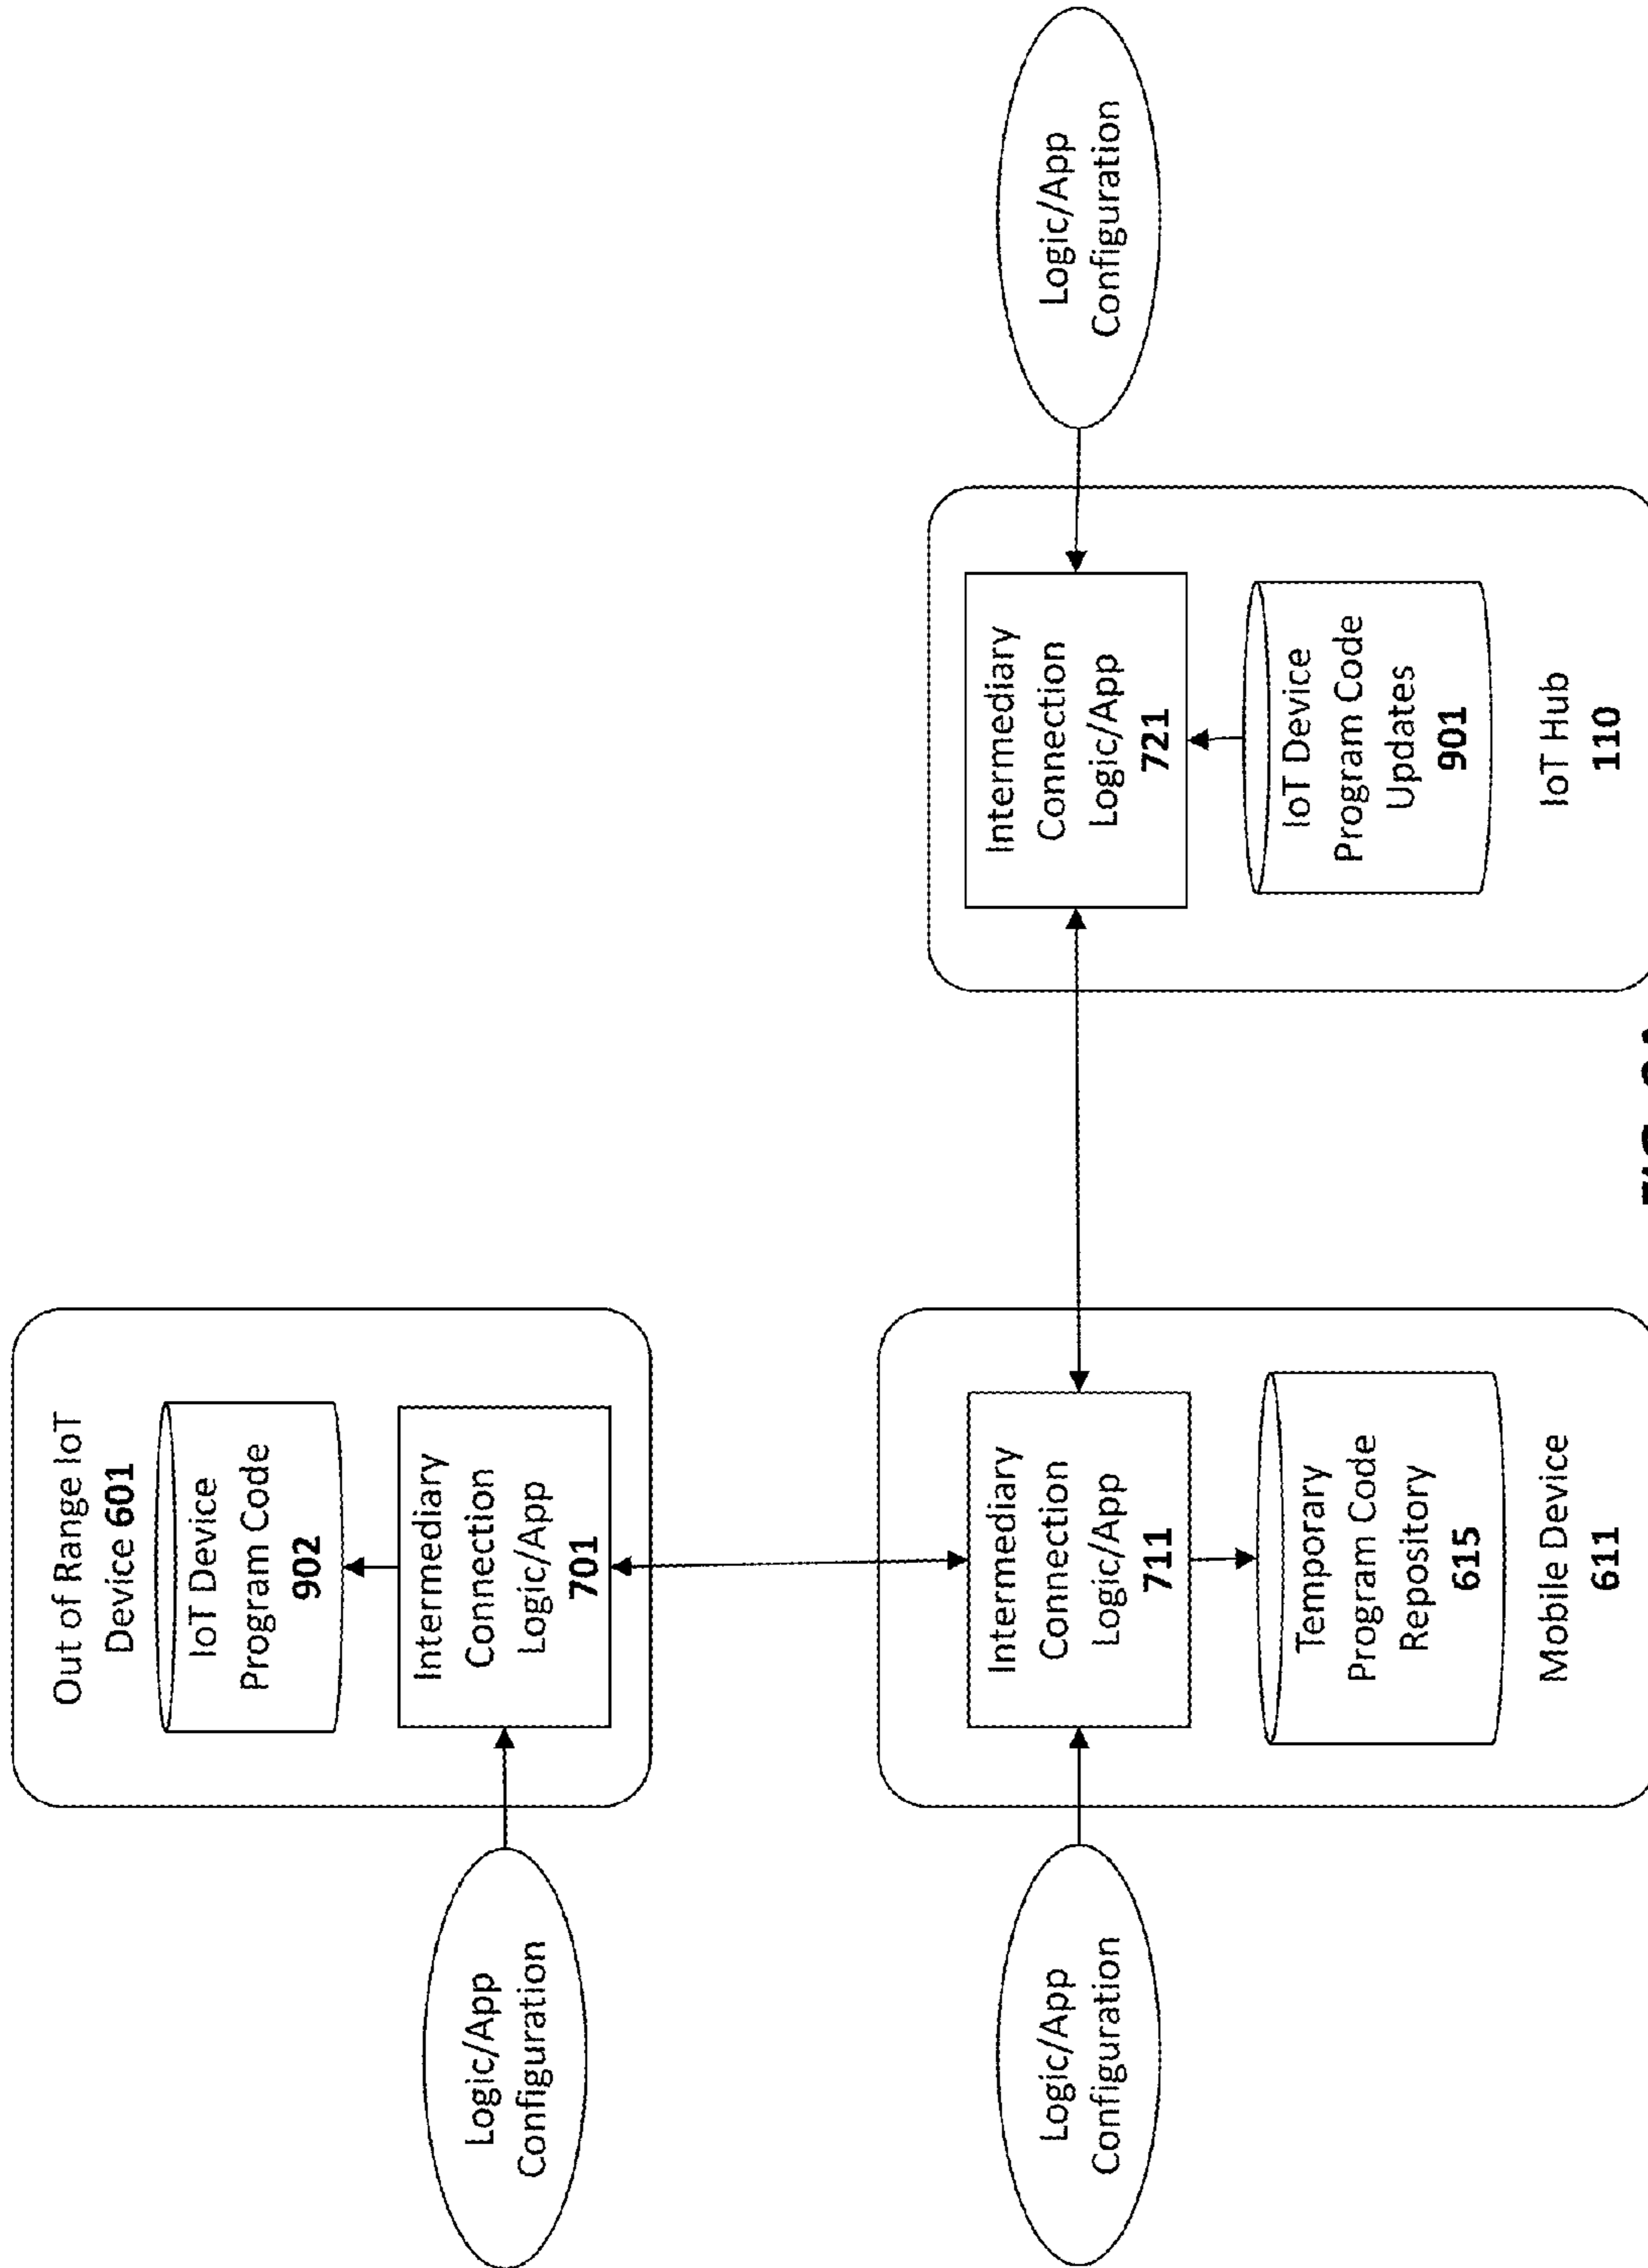 Out of Range IoT
Device 601
IoT Device
Program Code
902
Logic/App
Configuration
Intermediary
Connection
Logic/App
701
Logic/App
Configuration
Intermediary
Connection
Logic/App
711
Temporary
Program Code
Repository
615
Mobile Device
611
Intermediary
Connection
Logic/App
721
IoT Device
Program Code
Updates
901
IoT Hub
110
Logic/App
Configuration